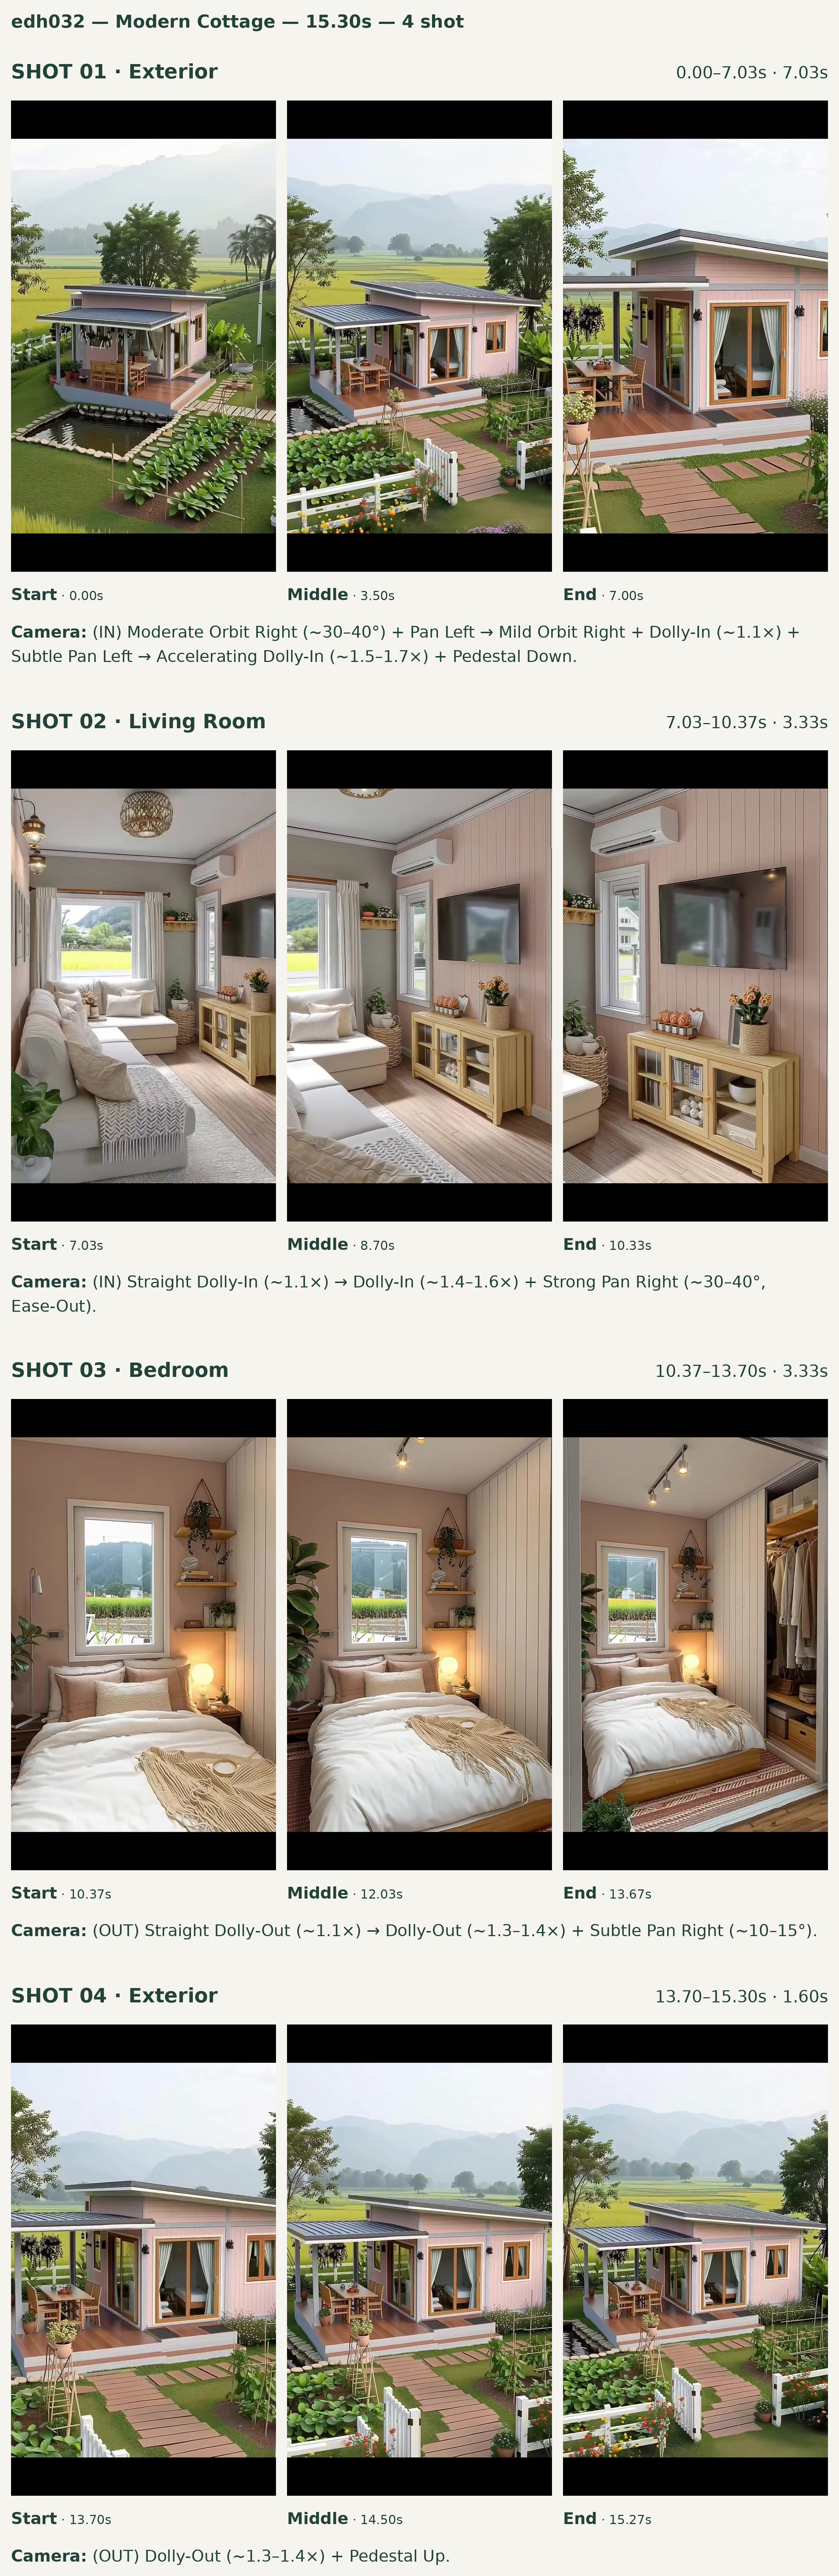 edh032 — Modern Cottage — 15.30s — 4 shot
SHOT 01 · Exterior
0.00–7.03s · 7.03s
Start · 0.00s
Middle · 3.50s
End · 7.00s
Camera: (IN) Moderate Orbit Right (~30–40°) + Pan Left → Mild Orbit Right + Dolly-In (~1.1×) +
Subtle Pan Left → Accelerating Dolly-In (~1.5–1.7×) + Pedestal Down.
SHOT 02 · Living Room
7.03–10.37s · 3.33s
Start · 7.03s
Middle · 8.70s
End · 10.33s
Camera: (IN) Straight Dolly-In (~1.1×) → Dolly-In (~1.4–1.6×) + Strong Pan Right (~30–40°,
Ease-Out).
SHOT 03 · Bedroom
10.37–13.70s · 3.33s
Start · 10.37s
Middle · 12.03s
End · 13.67s
Camera: (OUT) Straight Dolly-Out (~1.1×) → Dolly-Out (~1.3–1.4×) + Subtle Pan Right (~10–15°).
SHOT 04 · Exterior
13.70–15.30s · 1.60s
Start · 13.70s
Middle · 14.50s
End · 15.27s
Camera: (OUT) Dolly-Out (~1.3–1.4×) + Pedestal Up.